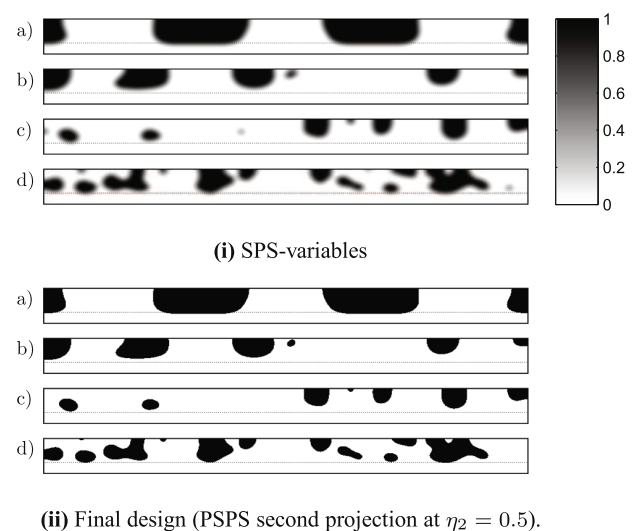 a)
b)
c)
d)
1
0.8
0.6
0.4
0.2
0
(i) SPS-variables
a)
b)
c)
d)
(ii) Final design (PSPS second projection at η₂ = 0.5).